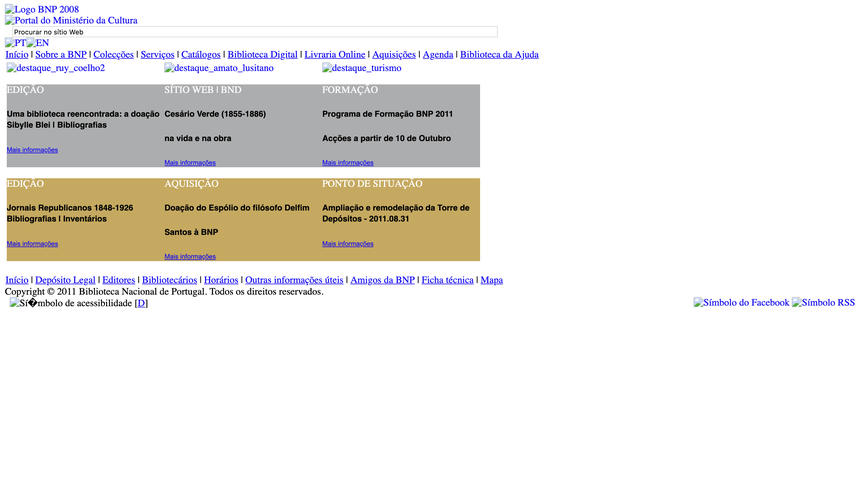 Logo BNP 2008
Portal do Ministério da Cultura
Procurar no sítio Web
PT EN
Início | Sobre a BNP | Colecções | Serviços | Catálogos | Biblioteca Digital | Livraria Online | Aquisições | Agenda | Biblioteca da Ajuda
destaque_ruy_coelho2 destaque_amato_lusitano destaque_turismo
EDIÇÃO
Uma biblioteca reencontrada: a doação
Sibylle Blei | Bibliografias
Mais informações
SÍTIO WEB | BND
Cesário Verde (1855-1886)
na vida e na obra
Mais informações
FORMAÇÃO
Programa de Formação BNP 2011
Acções a partir de 10 de Outubro
Mais informações
EDIÇÃO
Jornais Republicanos 1848-1926
Bibliografias | Inventários
Mais informações
AQUISIÇÃO
Doação do Espólio do filósofo Delfim
Santos à BNP
Mais informações
PONTO DE SITUAÇÃO
Ampliação e remodelação da Torre de
Depósitos - 2011.08.31
Mais informações
Início | Depósito Legal | Editores | Bibliotecários | Horários | Outras informações úteis | Amigos da BNP | Ficha técnica | Mapa
Copyright © 2011 Biblioteca Nacional de Portugal. Todos os direitos reservados.
Sí�mbolo de acessibilidade [D]
Símbolo do Facebook Símbolo RSS